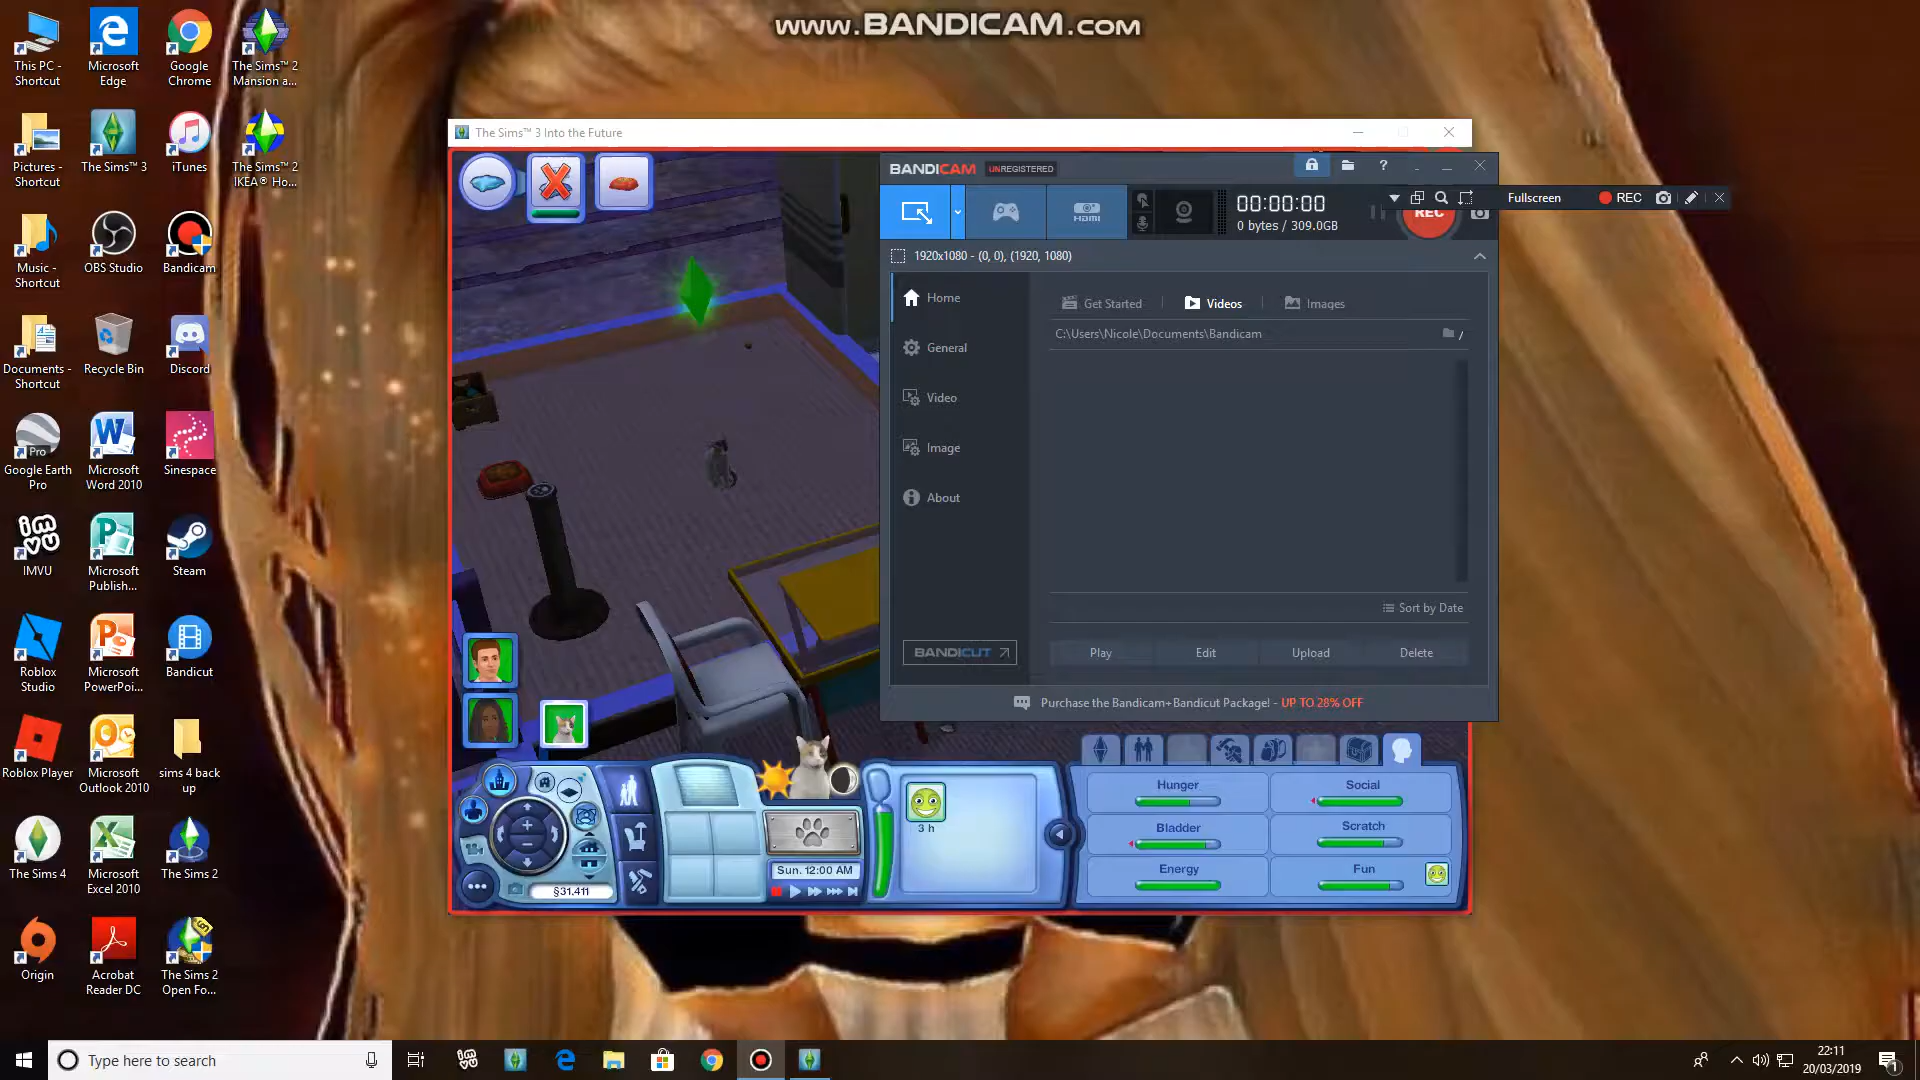 www.BANDICAM.com
This PC -
Shortcut
Microsoft
Edge
Google
Chrome
The Sims™ 2
Mansion a...
Pictures -
Shortcut
The Sims™ 3
iTunes
The Sims™ 2
IKEA® Ho...
Music -
Shortcut
OBS Studio
Bandicam
Documents -
Shortcut
Recycle Bin
Discord
Pro
Google Earth
Pro
Microsoft
Word 2010
Sinespace
IMVU
Microsoft
Publish...
Steam
Roblox
Studio
Microsoft
PowerPoi...
Bandicut
Roblox Player
Microsoft
Outlook 2010
sims 4 back
up
The Sims 4
Microsoft
Excel 2010
The Sims 2
Origin
Acrobat
Reader DC
The Sims 2
Open Fo...
The Sims™ 3 Into the Future
BANDICAM UNREGISTERED
?
HDMI
00:00:00
0 bytes / 309.0GB
REC
Fullscreen
REC
1920x1080 - (0, 0), (1920, 1080)
Home
General
Video
Image
About
Get Started
Videos
Images
C:\Users\Nicole\Documents\Bandicam
/
Sort by Date
BANDICUT
Play
Edit
Upload
Delete
Purchase the Bandicam+Bandicut Package! - UP TO 28% OFF
3 h
Hunger
Social
Bladder
Scratch
Energy
Fun
Sun. 12:00 AM
§31,411
Type here to search
22:11
20/03/2019
1